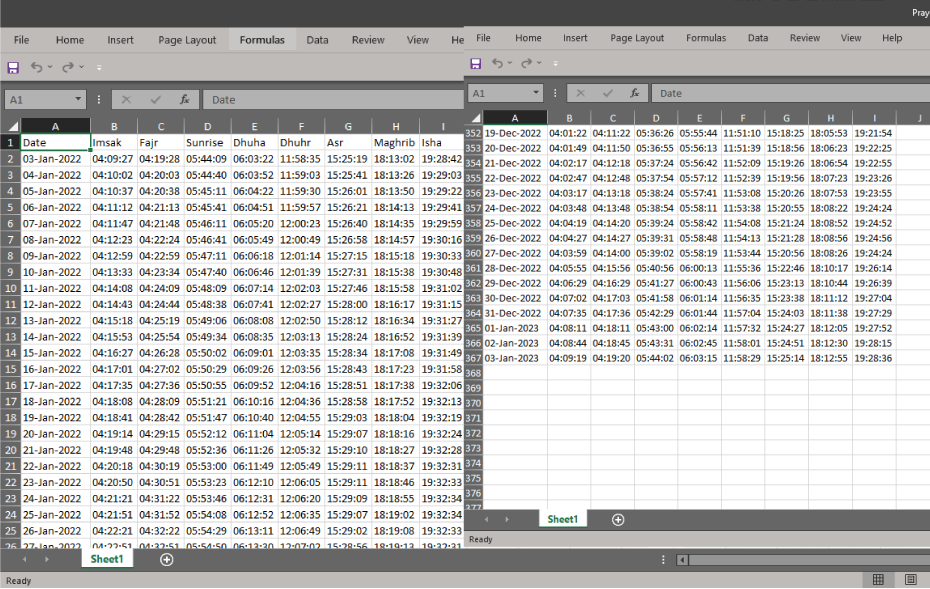 File Home Insert Page Layout Formulas Data Review View He
A1 fx Date
A B C D E F G H I
1 Date Imsak Fajr Sunrise Dhuha Dhuhr Asr Maghrib Isha
2 03-Jan-2022 04:09:27 04:19:28 05:44:09 06:03:22 11:58:35 15:25:19 18:13:02 19:28:42
3 04-Jan-2022 04:10:02 04:20:03 05:44:40 06:03:52 11:59:03 15:25:41 18:13:26 19:29:03
4 05-Jan-2022 04:10:37 04:20:38 05:45:11 06:04:22 11:59:30 15:26:01 18:13:50 19:29:22
5 06-Jan-2022 04:11:12 04:21:13 05:45:41 06:04:51 11:59:57 15:26:21 18:14:13 19:29:41
6 07-Jan-2022 04:11:47 04:21:48 05:46:11 06:05:20 12:00:23 15:26:40 18:14:35 19:29:59
7 08-Jan-2022 04:12:23 04:22:24 05:46:41 06:05:49 12:00:49 15:26:58 18:14:57 19:30:16
8 09-Jan-2022 04:12:59 04:22:59 05:47:11 06:06:18 12:01:14 15:27:15 18:15:18 19:30:33
9 10-Jan-2022 04:13:33 04:23:34 05:47:40 06:06:46 12:01:39 15:27:31 18:15:38 19:30:48
10 11-Jan-2022 04:14:08 04:24:09 05:48:09 06:07:14 12:02:03 15:27:46 18:15:58 19:31:02
11 12-Jan-2022 04:14:43 04:24:44 05:48:38 06:07:41 12:02:27 15:28:00 18:16:17 19:31:15
12 13-Jan-2022 04:15:18 04:25:19 05:49:06 06:08:08 12:02:50 15:28:12 18:16:34 19:31:27
13 14-Jan-2022 04:15:53 04:25:54 05:49:34 06:08:35 12:03:13 15:28:24 18:16:52 19:31:39
14 15-Jan-2022 04:16:27 04:26:28 05:50:02 06:09:01 12:03:35 15:28:34 18:17:08 19:31:49
15 16-Jan-2022 04:17:01 04:27:02 05:50:29 06:09:26 12:03:56 15:28:43 18:17:23 19:31:58
16 17-Jan-2022 04:17:35 04:27:36 05:50:55 06:09:52 12:04:16 15:28:51 18:17:38 19:32:06
17 18-Jan-2022 04:18:08 04:28:09 05:51:21 06:10:16 12:04:36 15:28:58 18:17:52 19:32:13
18 19-Jan-2022 04:18:41 04:28:42 05:51:47 06:10:40 12:04:55 15:29:03 18:18:04 19:32:19
19 20-Jan-2022 04:19:14 04:29:15 05:52:12 06:11:04 12:05:14 15:29:07 18:18:16 19:32:24
20 21-Jan-2022 04:19:48 04:29:48 05:52:36 06:11:26 12:05:32 15:29:10 18:18:27 19:32:28
21 22-Jan-2022 04:20:18 04:30:19 05:53:00 06:11:49 12:05:49 15:29:11 18:18:37 19:32:31
22 23-Jan-2022 04:20:50 04:30:51 05:53:23 06:12:10 12:06:05 15:29:11 18:18:46 19:32:33
23 24-Jan-2022 04:21:21 04:31:22 05:53:46 06:12:31 12:06:20 15:29:09 18:18:55 19:32:34
24 25-Jan-2022 04:21:51 04:31:52 05:54:08 06:12:52 12:06:35 15:29:07 18:19:02 19:32:34
25 26-Jan-2022 04:22:21 04:32:22 05:54:29 06:13:11 12:06:49 15:29:02 18:19:08 19:32:33
26 27-Jan-2022 04:22:51 04:32:51 05:54:50 06:13:30 12:07:02 15:28:56 18:19:13 19:32:31
Sheet1
Ready
Pray
File Home Insert Page Layout Formulas Data Review View Help
A1 fx Date
A B C D E F G H I J
352 19-Dec-2022 04:01:22 04:11:22 05:36:26 05:55:44 11:51:10 15:18:25 18:05:53 19:21:54
353 20-Dec-2022 04:01:49 04:11:50 05:36:55 05:56:13 11:51:39 15:18:56 18:06:23 19:22:25
354 21-Dec-2022 04:02:17 04:12:18 05:37:24 05:56:42 11:52:09 15:19:26 18:06:54 19:22:55
355 22-Dec-2022 04:02:47 04:12:48 05:37:54 05:57:12 11:52:39 15:19:56 18:07:23 19:23:26
356 23-Dec-2022 04:03:17 04:13:18 05:38:24 05:57:41 11:53:08 15:20:26 18:07:53 19:23:55
357 24-Dec-2022 04:03:48 04:13:48 05:38:54 05:58:11 11:53:38 15:20:55 18:08:22 19:24:24
358 25-Dec-2022 04:04:19 04:14:20 05:39:24 05:58:42 11:54:08 15:21:24 18:08:52 19:24:52
359 26-Dec-2022 04:04:27 04:14:27 05:39:31 05:58:48 11:54:13 15:21:28 18:08:56 19:24:56
360 27-Dec-2022 04:03:59 04:14:00 05:39:02 05:58:19 11:53:44 15:20:56 18:08:26 19:24:24
361 28-Dec-2022 04:05:55 04:15:56 05:40:56 06:00:13 11:55:36 15:22:46 18:10:17 19:26:14
362 29-Dec-2022 04:06:29 04:16:29 05:41:27 06:00:43 11:56:06 15:23:13 18:10:44 19:26:39
363 30-Dec-2022 04:07:02 04:17:03 05:41:58 06:01:14 11:56:35 15:23:38 18:11:12 19:27:04
364 31-Dec-2022 04:07:35 04:17:36 05:42:29 06:01:44 11:57:04 15:24:03 18:11:38 19:27:29
365 01-Jan-2023 04:08:11 04:18:11 05:43:00 06:02:14 11:57:32 15:24:27 18:12:05 19:27:52
366 02-Jan-2023 04:08:44 04:18:45 05:43:31 06:02:45 11:58:01 15:24:51 18:12:30 19:28:15
367 03-Jan-2023 04:09:19 04:19:20 05:44:02 06:03:15 11:58:29 15:25:14 18:12:55 19:28:36
368
369
370
371
372
373
374
375
376
377
Sheet1
Ready